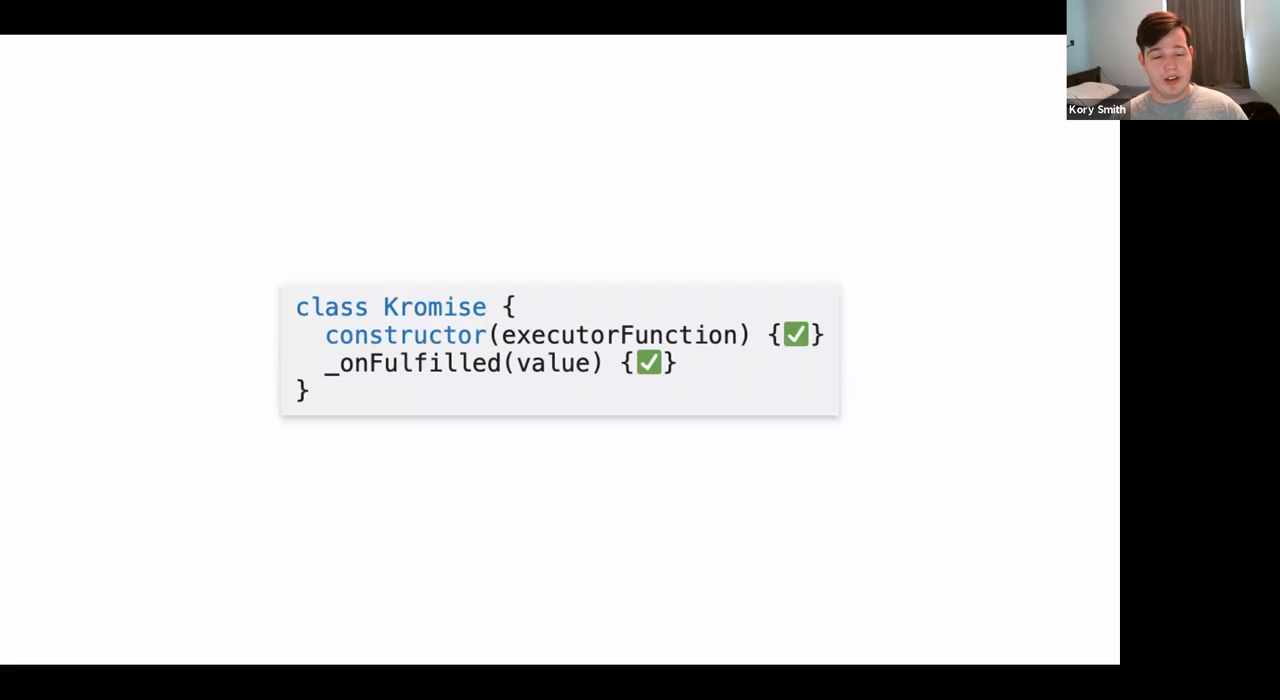 Kory Smith
class Kromise {
constructor(executorFunction) {✅}
_onFulfilled(value) {✅}
}